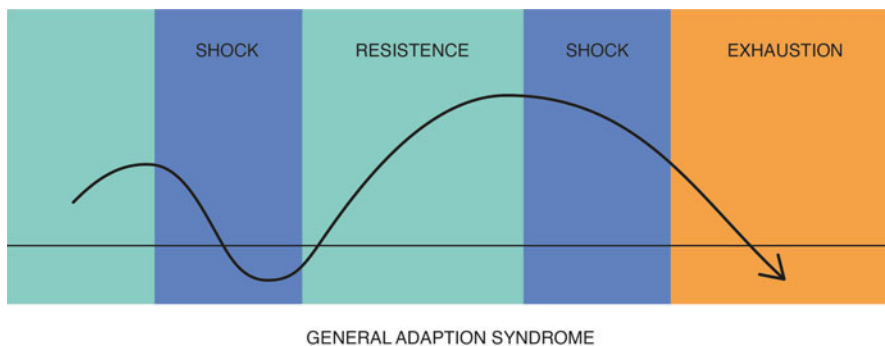 SHOCK RESISTENCE SHOCK EXHAUSTION
GENERAL ADAPTION SYNDROME